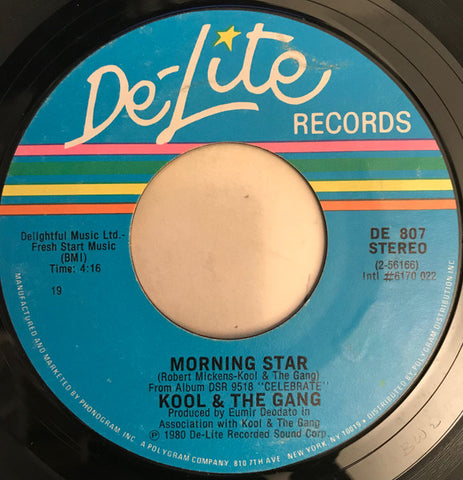 De-Lite
RECORDS
Delightful Music Ltd.-
Fresh Start Music
(BMI)
Time: 4:16
19
DE 807
STEREO
(2-56166)
Intl #6170 022
MORNING STAR
(Robert Mickens-Kool & The Gang)
From Album DSR 9518 "CELEBRATE"
KOOL & THE GANG
Produced by Eumir Deodato in
Association with Kool & The Gang
℗ 1980 De-Lite Recorded Sound Corp.
MANUFACTURED AND MARKETED BY PHONOGRAM INC. A POLYGRAM COMPANY, 810 7TH AVE. NEW YORK, N.Y. 10019 • DISTRIBUTED BY POLYGRAM DISTRIBUTION, INC.